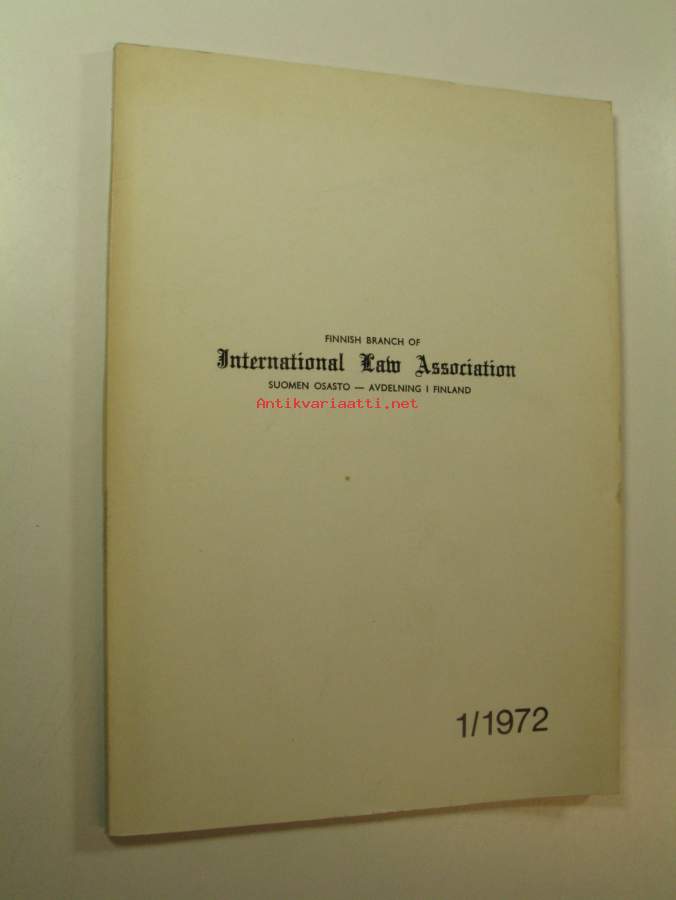 FINNISH BRANCH OF
International Law Association
SUOMEN OSASTO — AVDELNING I FINLAND
Antikvariaatti.net
1/1972